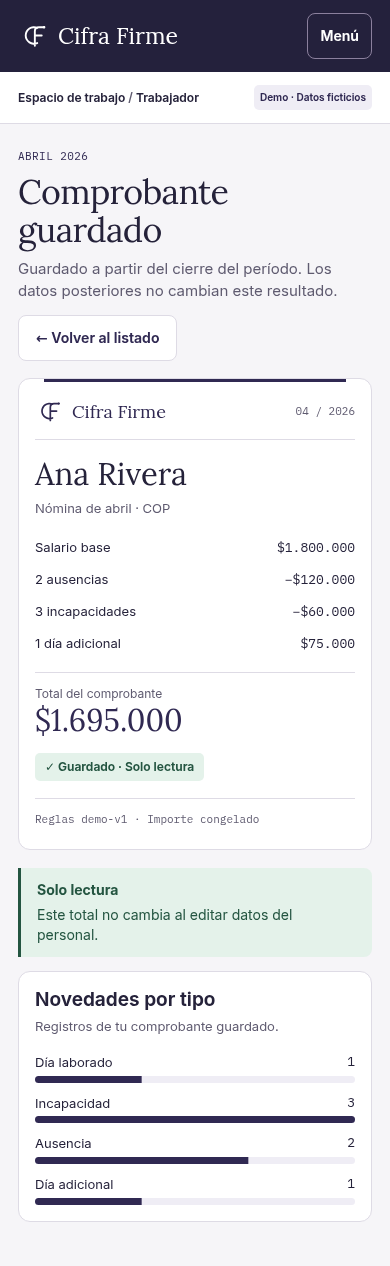 Cifra Firme
Menú
Espacio de trabajo / Trabajador
Demo · Datos ficticios
ABRIL 2026
Comprobante
guardado
Guardado a partir del cierre del período. Los
datos posteriores no cambian este resultado.
← Volver al listado
Cifra Firme
04 / 2026
Ana Rivera
Nómina de abril · COP
Salario base $1.800.000
2 ausencias −$120.000
3 incapacidades −$60.000
1 día adicional $75.000
Total del comprobante
$1.695.000
✓ Guardado · Solo lectura
Reglas demo-v1 · Importe congelado
Solo lectura
Este total no cambia al editar datos del
personal.
Novedades por tipo
Registros de tu comprobante guardado.
Día laborado 1
Incapacidad 3
Ausencia 2
Día adicional 1